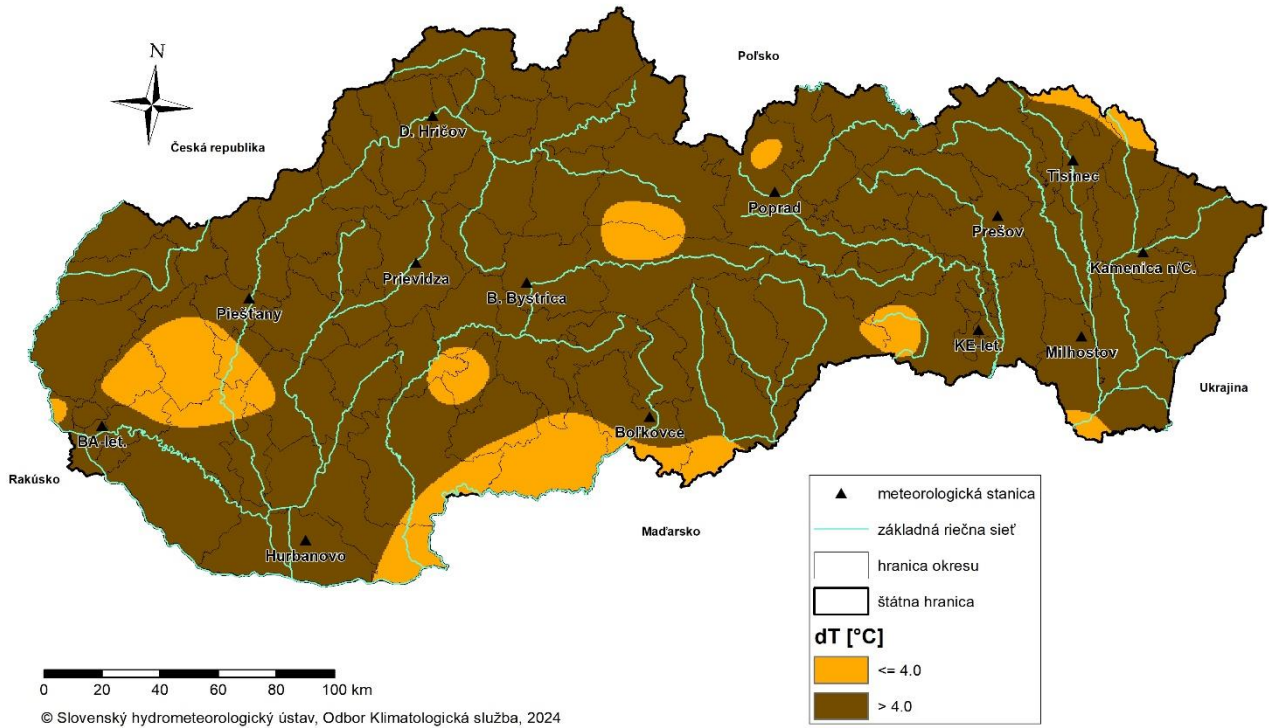 N
Poľsko
Česká republika
D. Hričov
Tisinec
Poprad
Prešov
Kamenica n/C.
Prievidza
B. Bystrica
Piešťany
KE-let.
Milhostov
Ukrajina
Boľkovce
BA-let.
Rakúsko
Maďarsko
Hurbanovo
meteorologická stanica
základná riečna sieť
hranica okresu
štátna hranica
dT [°C]
<= 4.0
> 4.0
0 20 40 60 80 100 km
© Slovenský hydrometeorologický ústav, Odbor Klimatologická služba, 2024